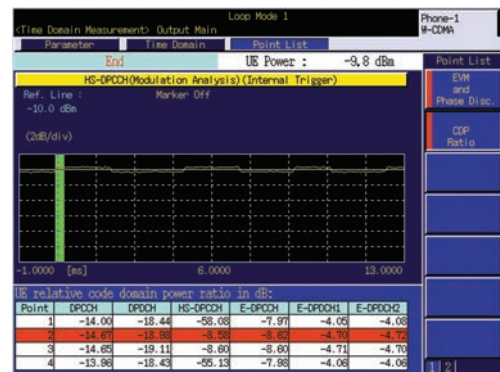 Loop Mode 1
<Time Domain Measurement> Output Main
Phone-1
W-CDMA
Parameter Time Domain Point List
End UE Power : -9.8 dBm
Point List
HS-DPCCH(Modulation Analysis)(Internal Trigger)
Ref. Line : Marker Off
-10.0 dBm
(2dB/div)
EVM
and
Phase Disc.
CDP
Ratio
-1.0000 [ms] 6.0000 13.0000
UE relative code domain power ratio in dB:
Point DPCCH DPDCH HS-DPCCH E-DPCCH E-DPDCH1 E-DPDCH2
1 -14.00 -18.44 -58.08 -7.97 -4.05 -4.08
2 -14.67 -18.98 -8.58 -8.62 -4.70 -4.72
3 -14.65 -19.11 -8.60 -8.60 -4.71 -4.70
4 -13.96 -18.43 -55.13 -7.98 -4.06 -4.06
1 2